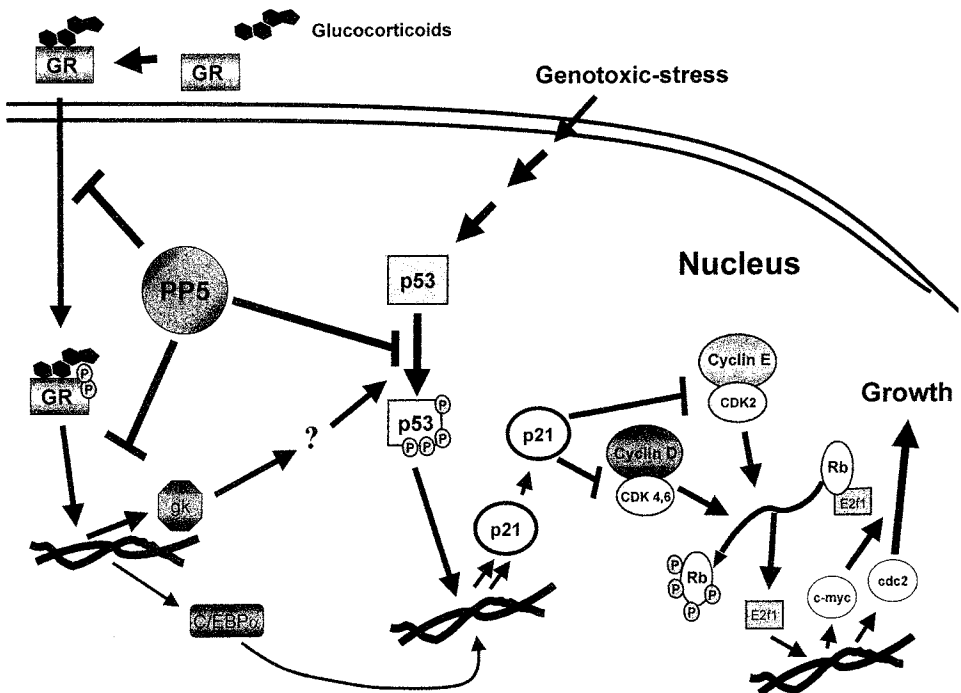 Glucocorticoids
GR
GR
Genotoxic-stress
Nucleus
PP5
p53
GR
P
P
p53
P
P
P
P
?
gk
C/EBPα
p21
p21
Cyclin E
CDK2
Cyclin D
CDK 4,6
Growth
Rb
E2f1
Rb
P
P
P
P
E2f1
c-myc
cdc2